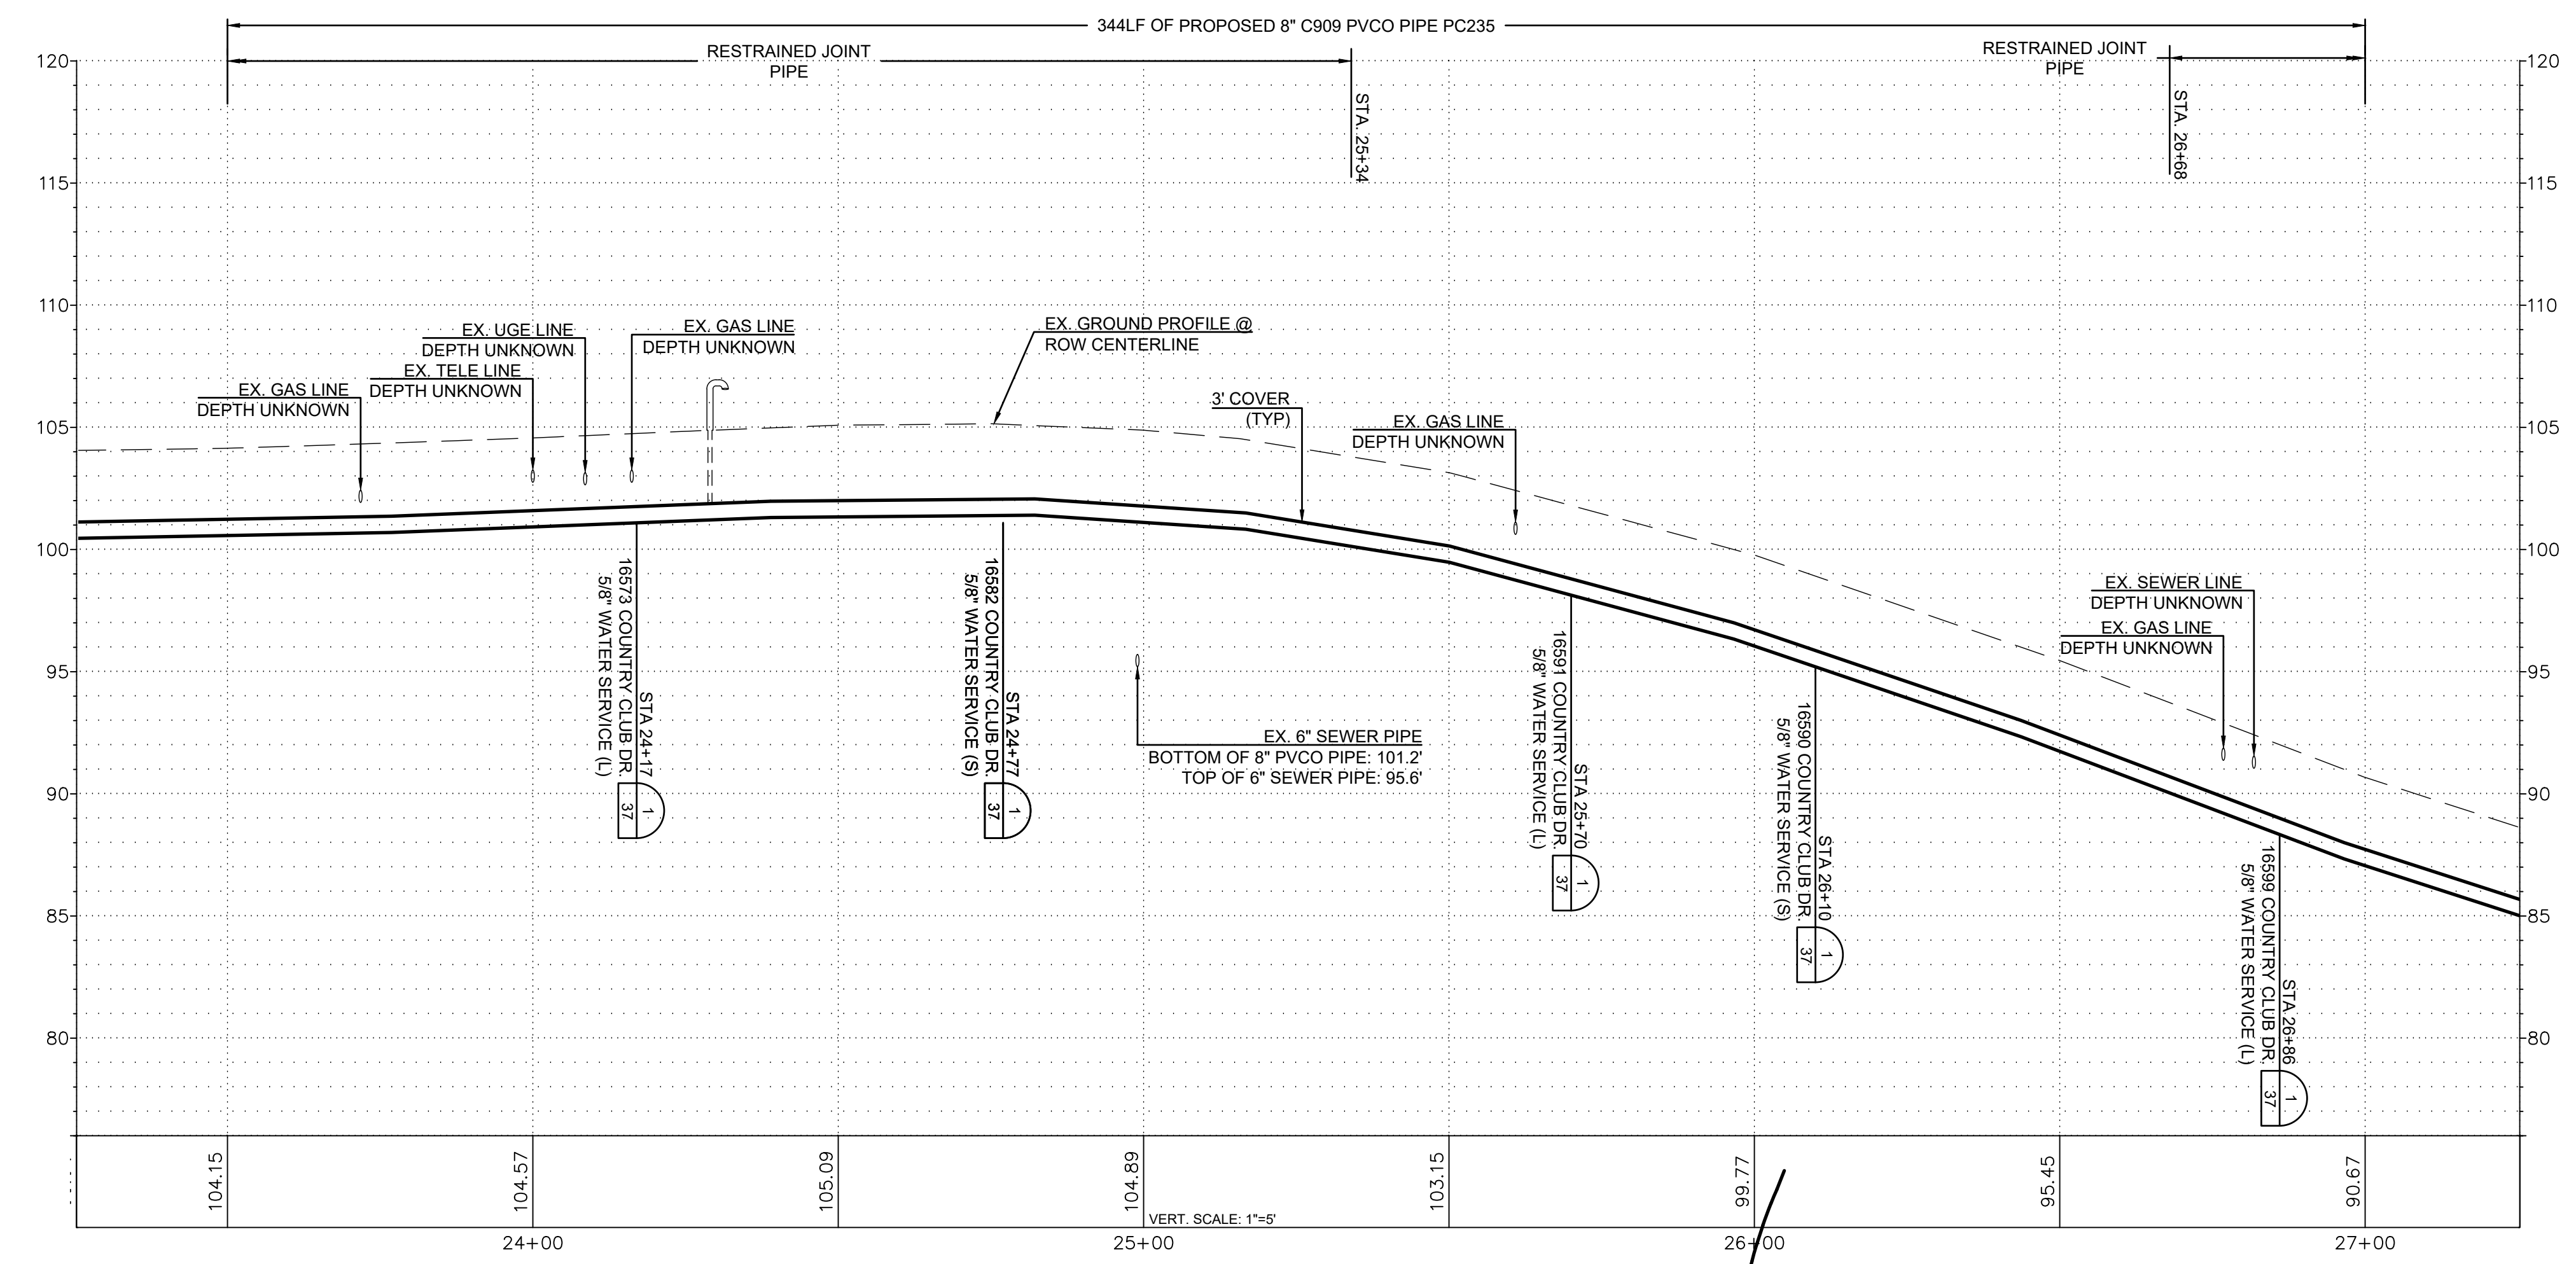 344LF OF PROPOSED 8" C909 PVCO PIPE PC235
RESTRAINED JOINT
PIPE
RESTRAINED JOINT
PIPE
STA. 25+34
STA. 26+68
120
115
110
105
100
95
90
85
80
120
115
110
105
100
95
90
85
80
EX. GAS LINE
DEPTH UNKNOWN
EX. UGE LINE
DEPTH UNKNOWN
EX. TELE LINE
DEPTH UNKNOWN
EX. GAS LINE
DEPTH UNKNOWN
EX. GROUND PROFILE @
ROW CENTERLINE
3' COVER
(TYP)
EX. GAS LINE
DEPTH UNKNOWN
EX. SEWER LINE
DEPTH UNKNOWN
EX. GAS LINE
DEPTH UNKNOWN
STA 24+17
16573 COUNTRY CLUB DR.
5/8" WATER SERVICE (L)
1
37
STA 24+77
16582 COUNTRY CLUB DR.
5/8" WATER SERVICE (S)
1
37
EX. 6" SEWER PIPE
BOTTOM OF 8" PVCO PIPE: 101.2'
TOP OF 6" SEWER PIPE: 95.6'
STA 25+70
16591 COUNTRY CLUB DR.
5/8" WATER SERVICE (L)
1
37
STA 26+10
16590 COUNTRY CLUB DR.
5/8" WATER SERVICE (S)
1
37
STA 26+86
16599 COUNTRY CLUB DR.
5/8" WATER SERVICE (L)
1
37
104.15
104.57
105.09
104.89
103.15
99.77
95.45
90.67
VERT. SCALE: 1"=5'
24+00
25+00
26+00
27+00